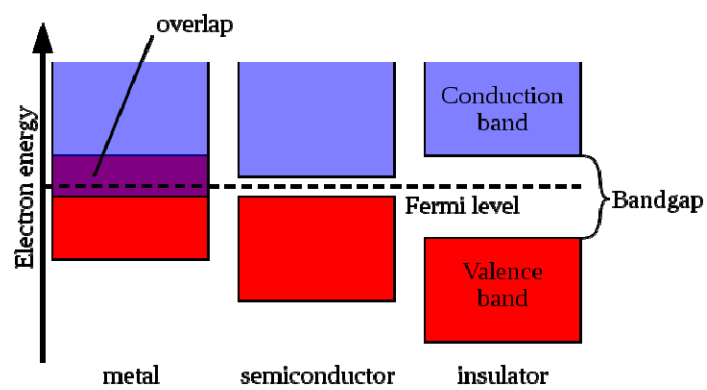 overlap
Electron energy
Conduction
band
Fermi level
Bandgap
Valence
band
metal
semiconductor
insulator